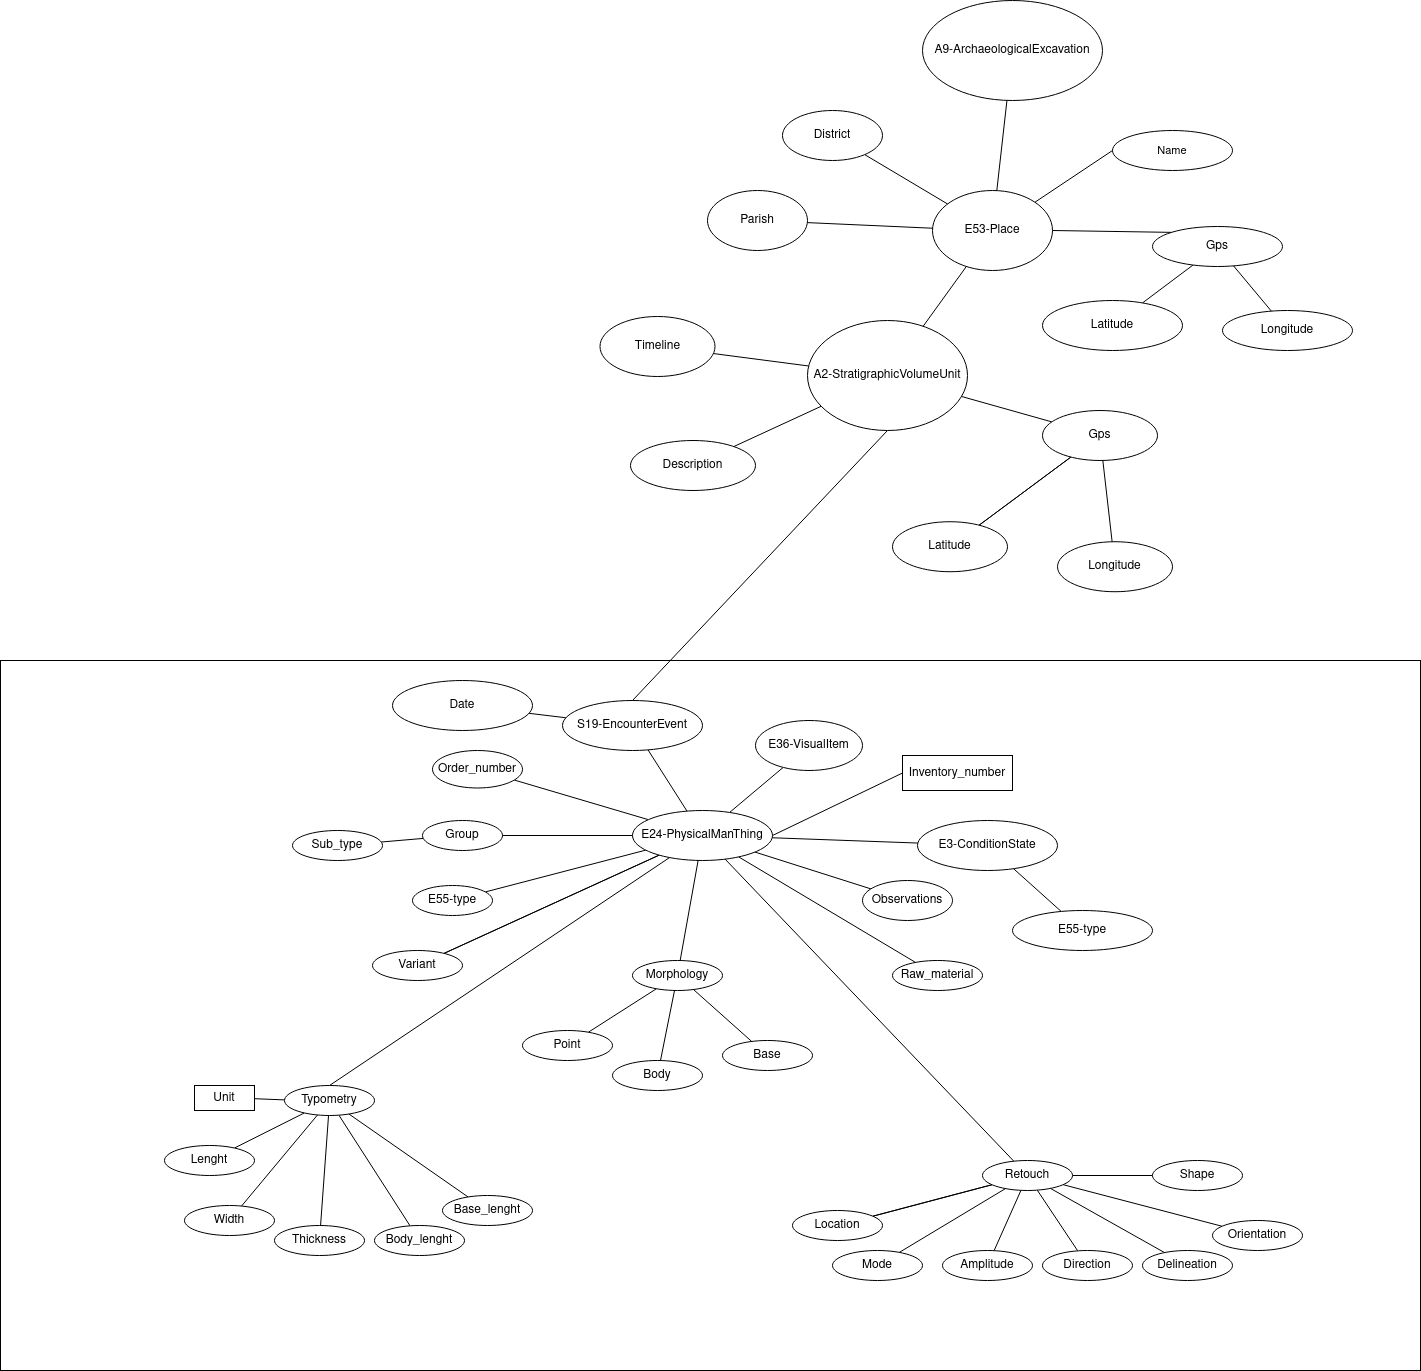 A9-ArchaeologicalExcavation
District
Name
Parish
E53-Place
Gps
Latitude
Longitude
Timeline
A2-StratigraphicVolumeUnit
Gps
Description
Latitude
Longitude
Date
S19-EncounterEvent
E36-VisualItem
Order_number
Inventory_number
Sub_type
Group
E24-PhysicalManThing
E3-ConditionState
E55-type
Observations
E55-type
Variant
Morphology
Raw_material
Point
Body
Base
Unit
Typometry
Lenght
Width
Thickness
Body_lenght
Base_lenght
Retouch
Shape
Location
Mode
Amplitude
Direction
Delineation
Orientation